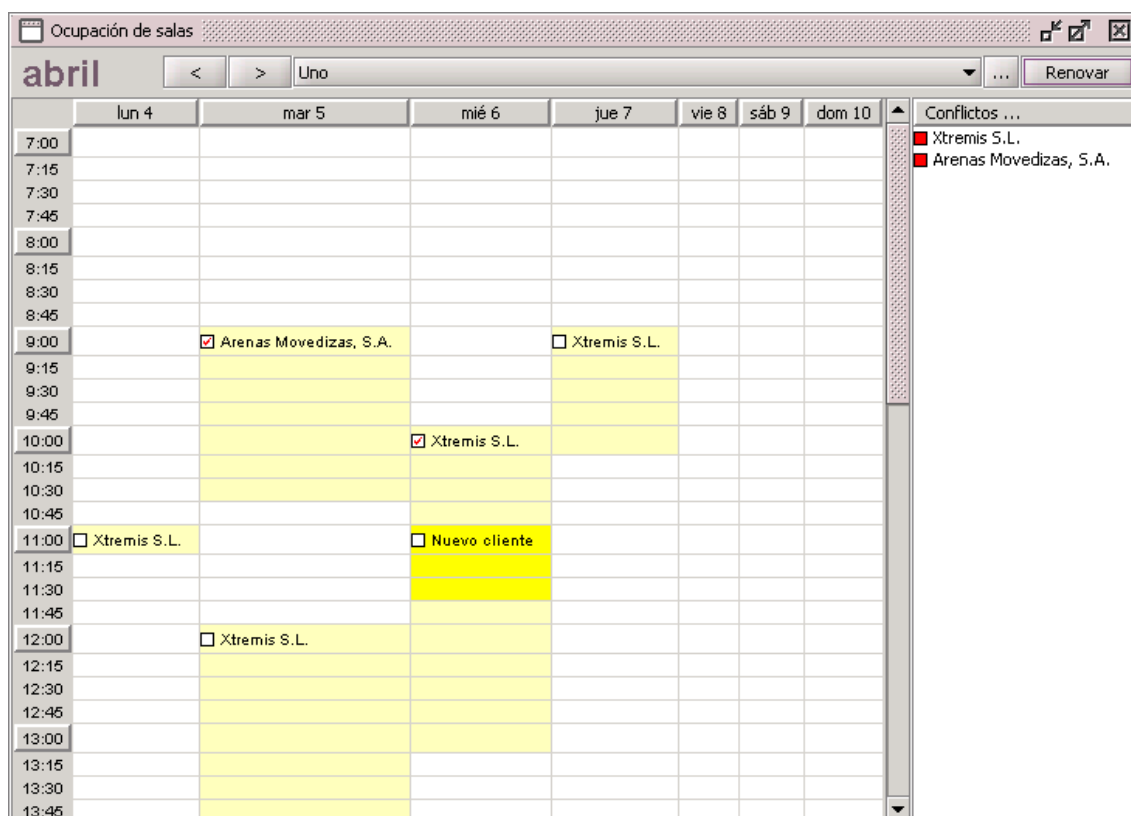 Ocupación de salas
abril < > Uno ... Renovar
lun 4 mar 5 mié 6 jue 7 vie 8 sáb 9 dom 10 Conflictos ...
7:00 Xtremis S.L.
7:15 Arenas Movedizas, S.A.
7:30
7:45
8:00
8:15
8:30
8:45
9:00 Arenas Movedizas, S.A. Xtremis S.L.
9:15
9:30
9:45
10:00 Xtremis S.L.
10:15
10:30
10:45
11:00 Xtremis S.L. Nuevo cliente
11:15
11:30
11:45
12:00 Xtremis S.L.
12:15
12:30
12:45
13:00
13:15
13:30
13:45